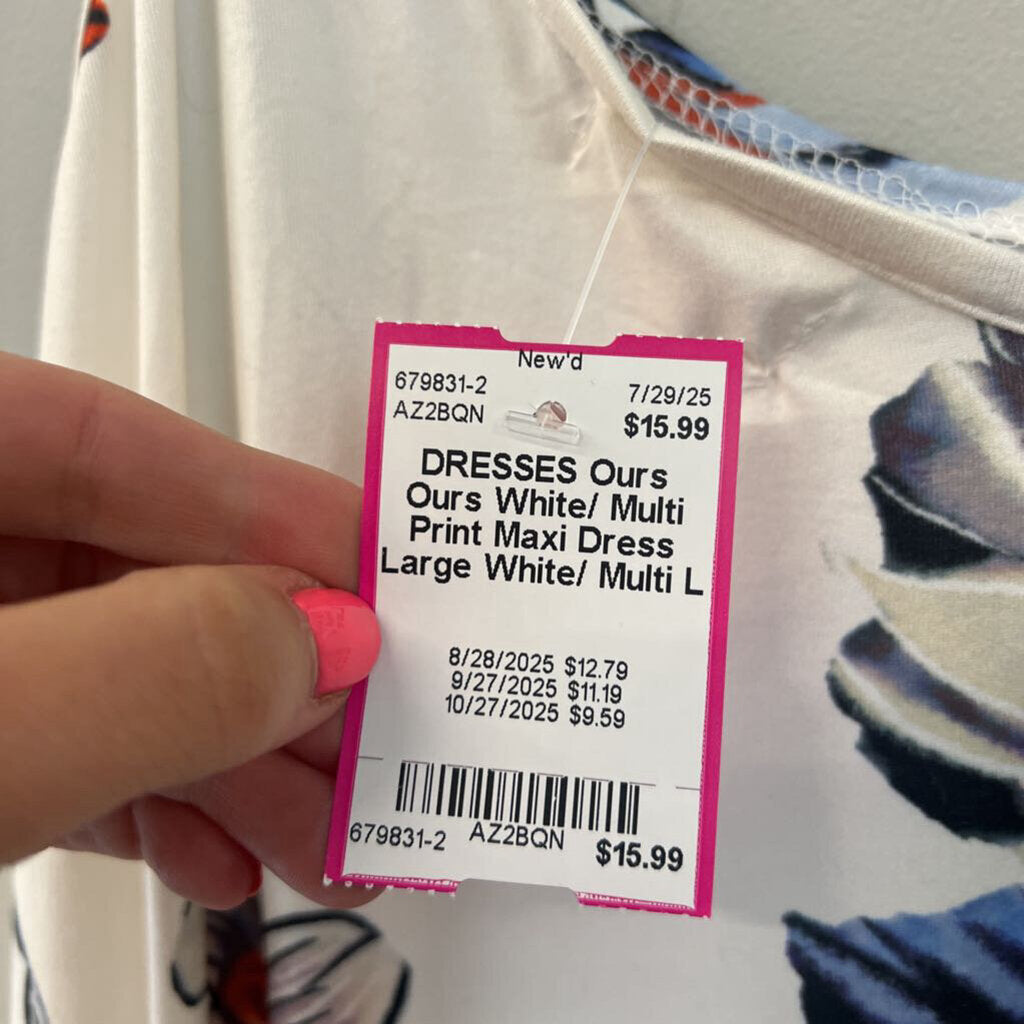 New'd
679831-2 7/29/25
AZ2BQN $15.99
DRESSES Ours
Ours White/ Multi
Print Maxi Dress
Large White/ Multi L
8/28/2025 $12.79
9/27/2025 $11.19
10/27/2025 $9.59
679831-2 AZ2BQN $15.99